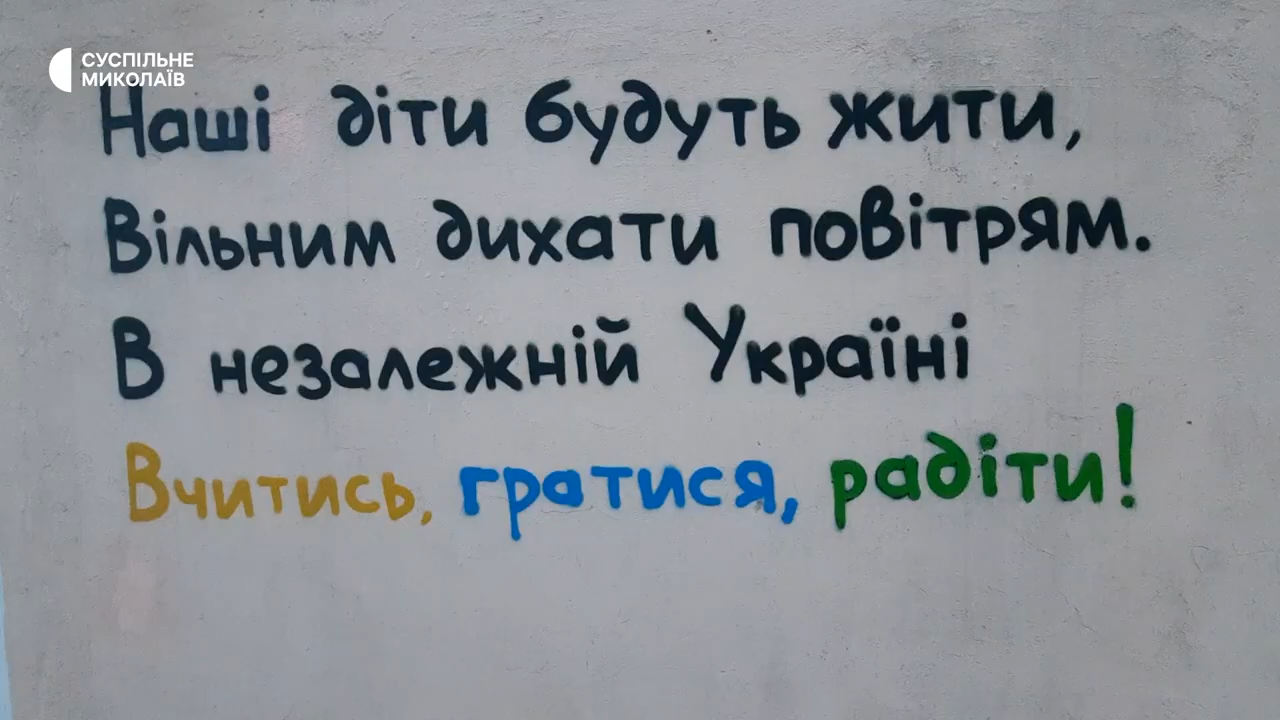 СУСПІЛЬНЕ
МИКОЛАЇВ
Наші діти будуть жити,
Вільним дихати повітрям.
В незалежній Україні
Вчитись, гратися, радіти!